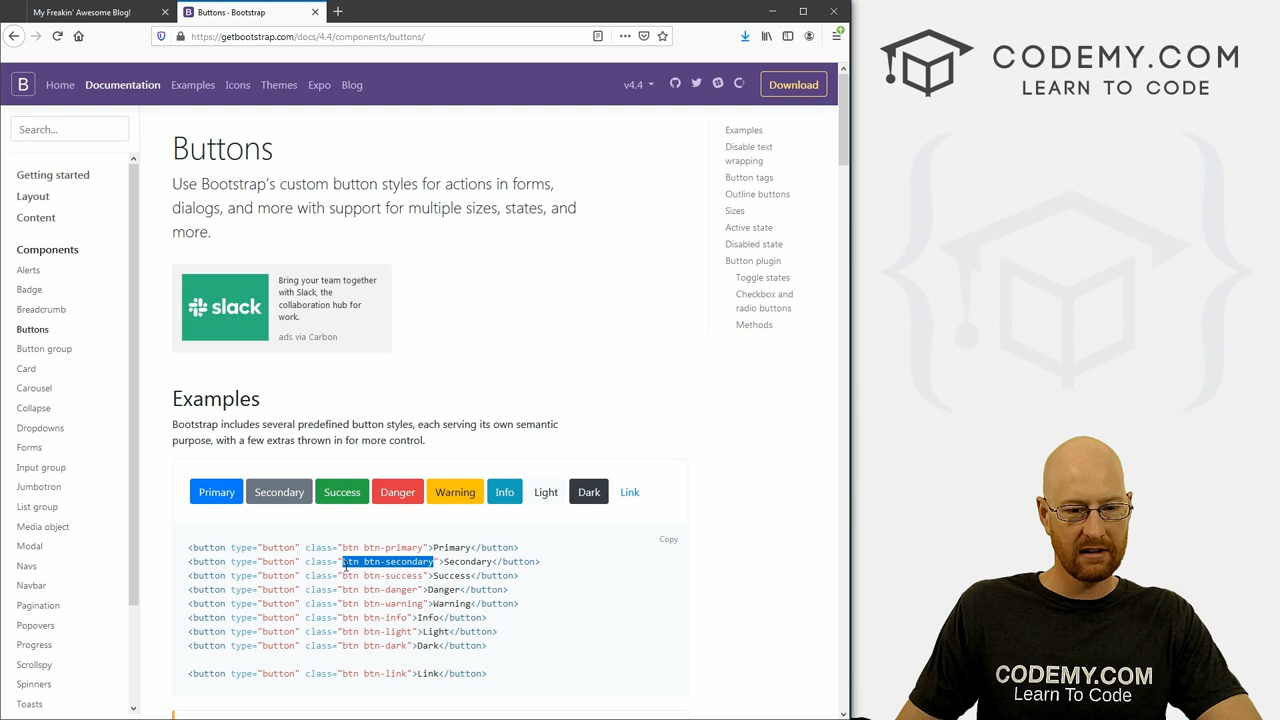 My Freakin' Awesome Blog!
Buttons · Bootstrap
https://getbootstrap.com/docs/4.4/components/buttons/
B
Home
Documentation
Examples
Icons
Themes
Expo
Blog
v4.4
Download
Search...
Getting started
Layout
Content
Components
Alerts
Badge
Breadcrumb
Buttons
Button group
Card
Carousel
Collapse
Dropdowns
Forms
Input group
Jumbotron
List group
Media object
Modal
Navs
Navbar
Pagination
Popovers
Progress
Scrollspy
Spinners
Toasts
Buttons
Use Bootstrap's custom button styles for actions in forms,
dialogs, and more with support for multiple sizes, states, and
more.
slack
Bring your team together
with Slack, the
collaboration hub for
work.
ads via Carbon
Examples
Bootstrap includes several predefined button styles, each serving its own semantic
purpose, with a few extras thrown in for more control.
Primary
Secondary
Success
Danger
Warning
Info
Light
Dark
Link
Copy
<button type="button" class="btn btn-primary">Primary</button>
<button type="button" class="btn btn-secondary">Secondary</button>
<button type="button" class="btn btn-success">Success</button>
<button type="button" class="btn btn-danger">Danger</button>
<button type="button" class="btn btn-warning">Warning</button>
<button type="button" class="btn btn-info">Info</button>
<button type="button" class="btn btn-light">Light</button>
<button type="button" class="btn btn-dark">Dark</button>
<button type="button" class="btn btn-link">Link</button>
Examples
Disable text
wrapping
Button tags
Outline buttons
Sizes
Active state
Disabled state
Button plugin
Toggle states
Checkbox and
radio buttons
Methods
CODEMY.COM
LEARN TO CODE
CODEMY.COM
Learn To Code